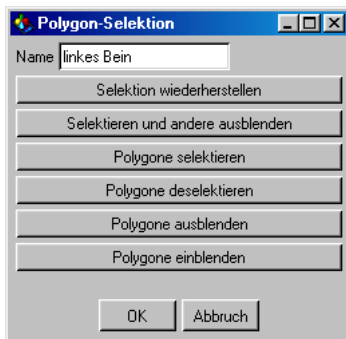 Polygon-Selektion
Name linkes Bein
Selektion wiederherstellen
Selektieren und andere ausblenden
Polygone selektieren
Polygone deselektieren
Polygone ausblenden
Polygone einblenden
OK Abbruch